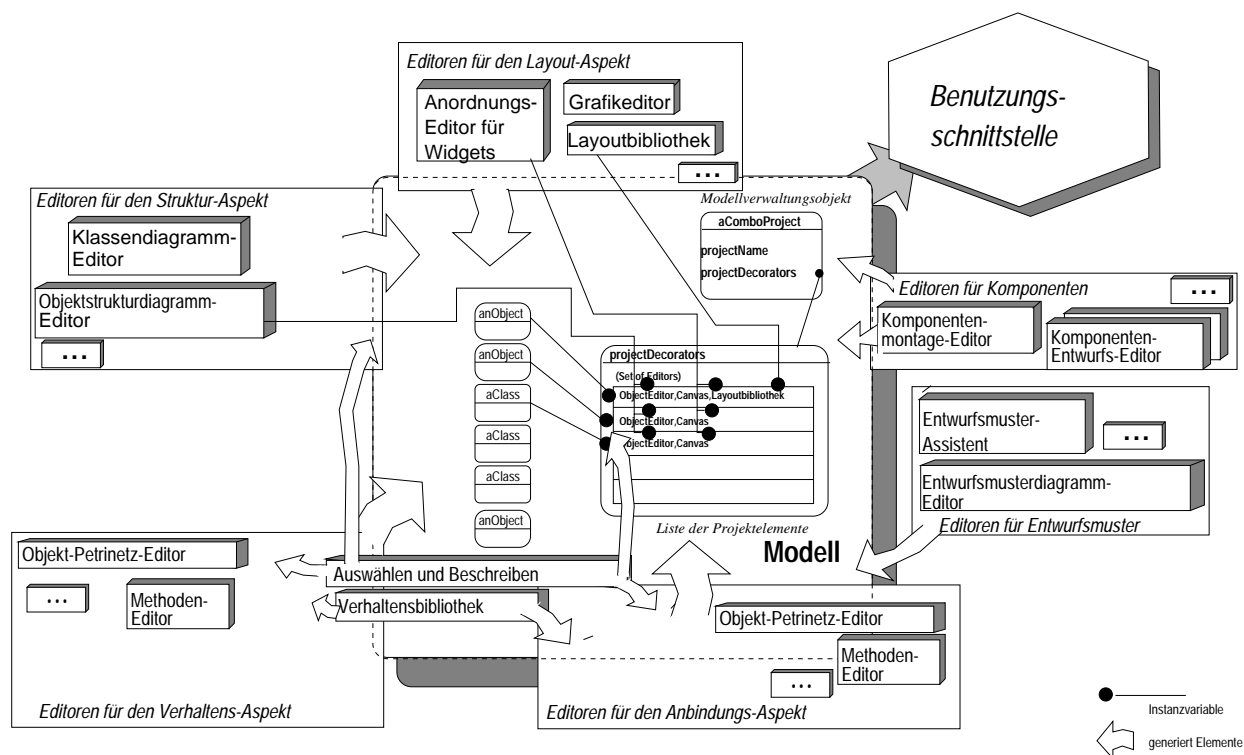 Editoren für den Layout-Aspekt
Anordnungs-
Editor für
Widgets
Grafikeditor
Layoutbibliothek
...
Benutzungs-
schnittstelle
Editoren für den Struktur-Aspekt
Klassendiagramm-
Editor
Objektstrukturdiagramm-
Editor
...
Modellverwaltungsobjekt
aComboProject
projectName
projectDecorators
Editoren für Komponenten
...
Komponenten-
montage-Editor
Komponenten-
Entwurfs-Editor
anObject
anObject
aClass
aClass
aClass
anObject
projectDecorators
(Set of Editors)
ObjectEditor,Canvas,Layoutbibliothek
ObjectEditor,Canvas
ObjectEditor,Canvas
Liste der Projektelemente
Modell
Entwurfsmuster-
Assistent
...
Entwurfsmusterdiagramm-
Editor
Editoren für Entwurfsmuster
Objekt-Petrinetz-Editor
...
Methoden-
Editor
Editoren für den Verhaltens-Aspekt
Auswählen und Beschreiben
Verhaltensbibliothek
Objekt-Petrinetz-Editor
Methoden-
Editor
...
Editoren für den Anbindungs-Aspekt
Instanzvariable
generiert Elemente